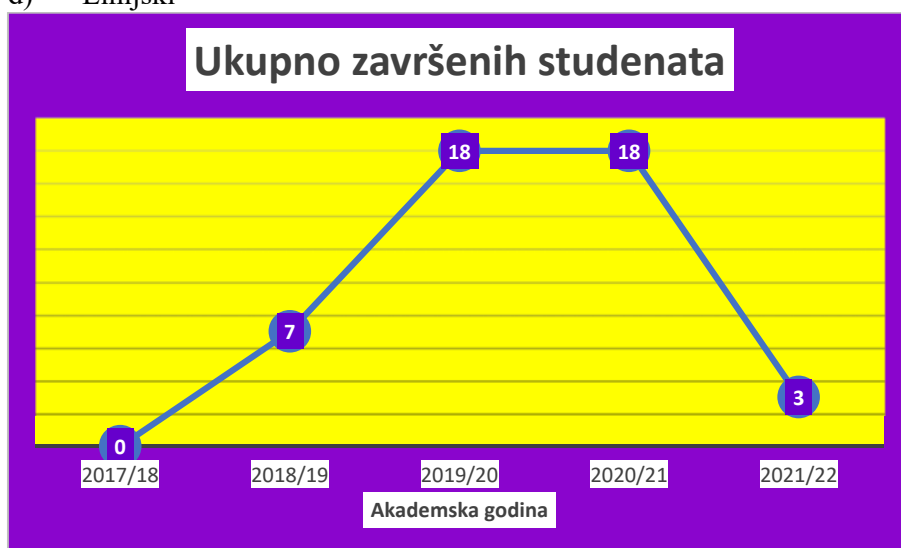 d) Linijski
Ukupno završenih studenata
18 18
7
3
0
2017/18 2018/19 2019/20 2020/21 2021/22
Akademska godina